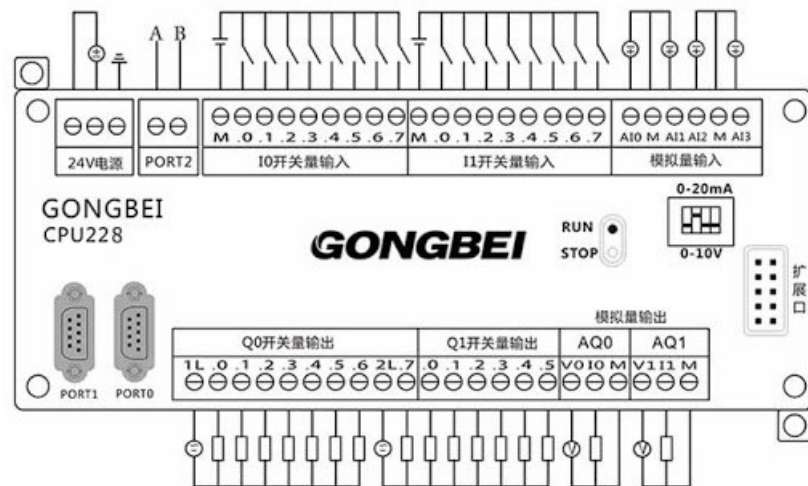 A B
M .0 .1 .2 .3 .4 .5 .6 .7 M .0 .1 .2 .3 .4 .5 .6 .7 AI0 M AI1 AI2 M AI3
24V电源 PORT2 I0开关量输入 I1开关量输入 模拟量输入
0-20mA
GONGBEI
CPU228
GONGBEI
RUN
STOP
0-10V
扩展口
模拟量输出
Q0开关量输出 Q1开关量输出 AQ0 AQ1
1L .0 .1 .2 .3 .4 .5 .6 2L .7 .0 .1 .2 .3 .4 .5 V0 I0 M V1 I1 M
PORT1 PORT0
V V